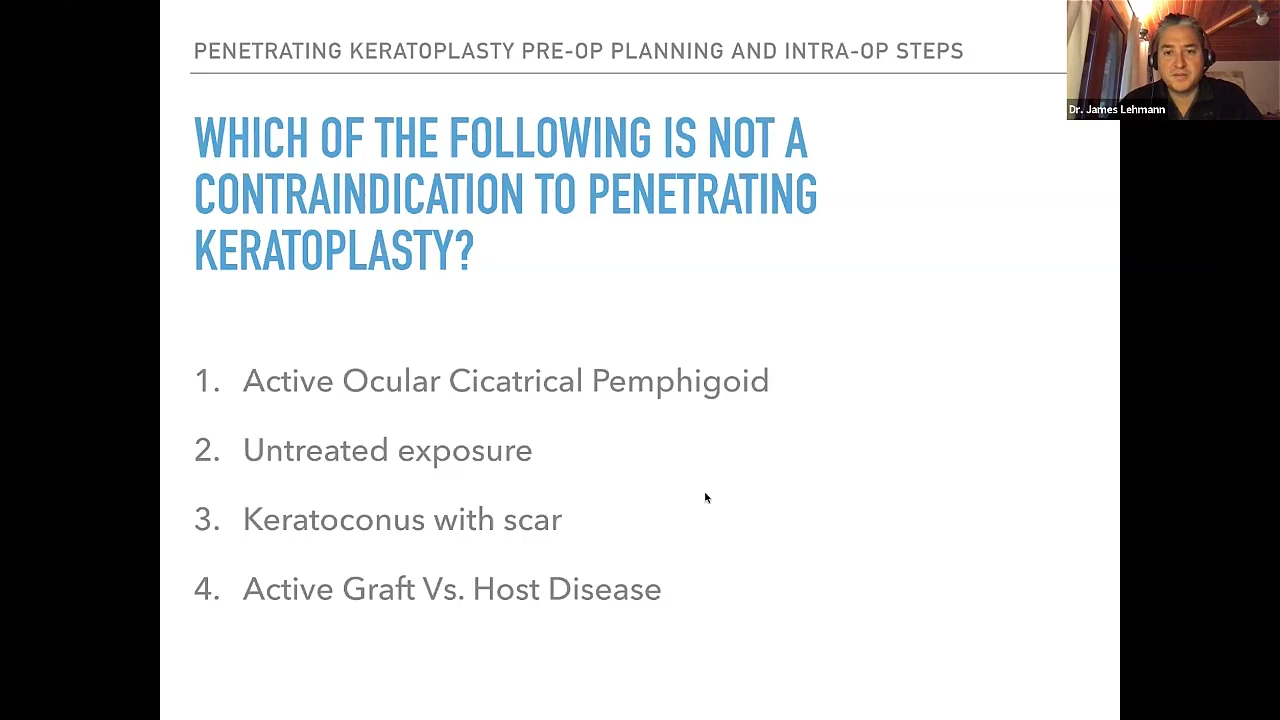 PENETRATING KERATOPLASTY PRE-OP PLANNING AND INTRA-OP STEPS
Dr. James Lehmann
WHICH OF THE FOLLOWING IS NOT A
CONTRAINDICATION TO PENETRATING
KERATOPLASTY?
1. Active Ocular Cicatrical Pemphigoid
2. Untreated exposure
3. Keratoconus with scar
4. Active Graft Vs. Host Disease